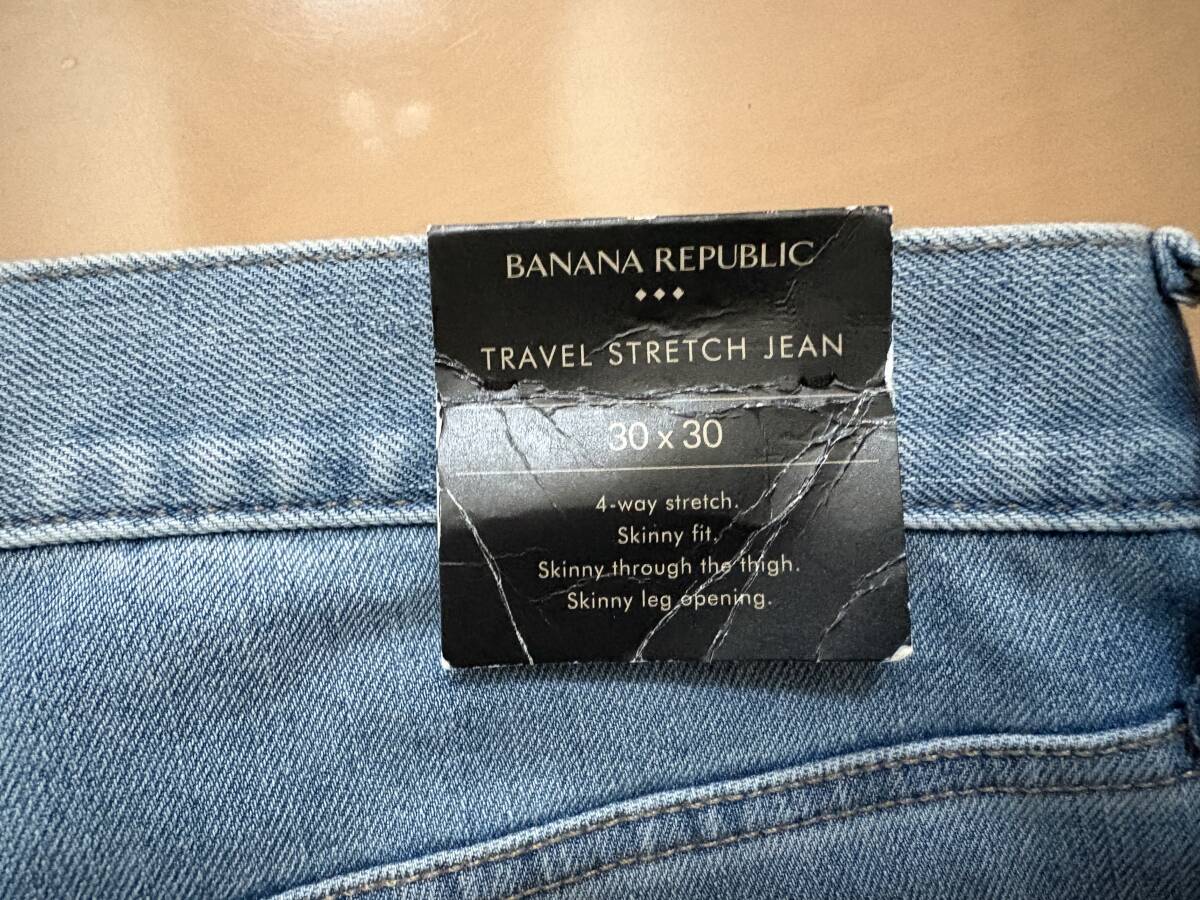 BANANA REPUBLIC
TRAVEL STRETCH JEAN
30 x 30
4-way stretch.
Skinny fit.
Skinny through the thigh.
Skinny leg opening.